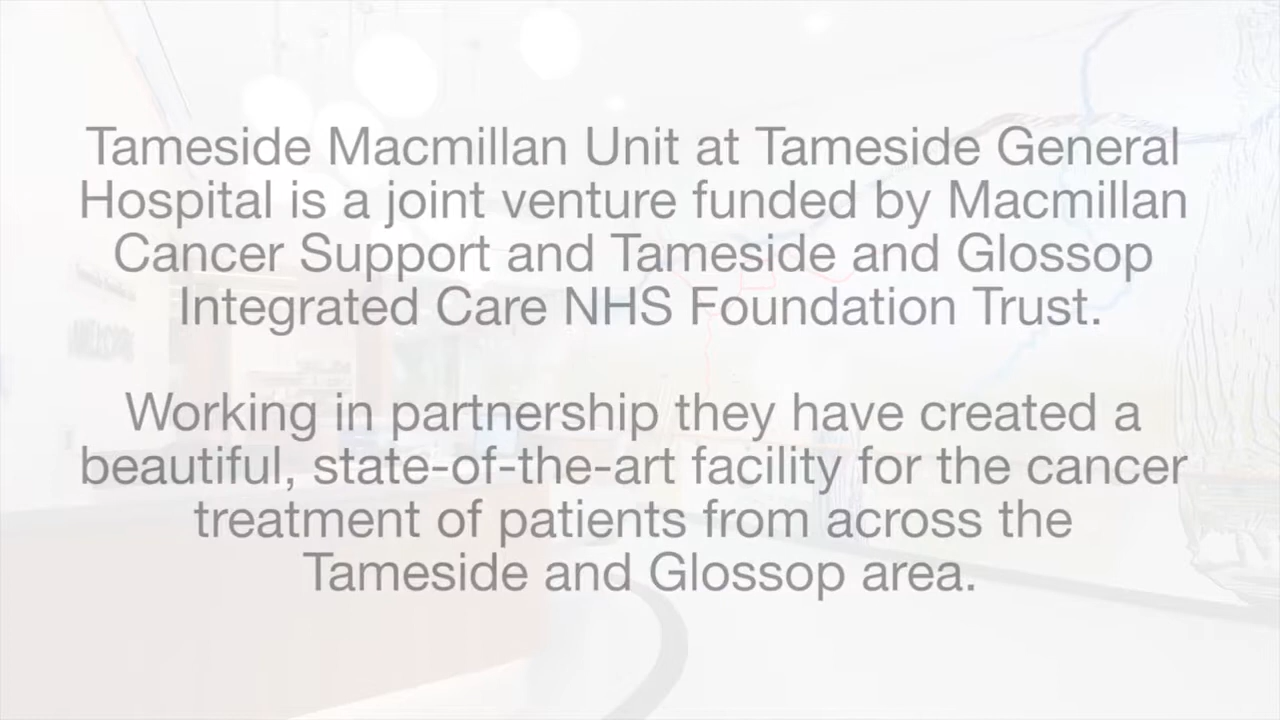 Tameside Macmillan Unit at Tameside General
Hospital is a joint venture funded by Macmillan
Cancer Support and Tameside and Glossop
Integrated Care NHS Foundation Trust.
Working in partnership they have created a
beautiful, state-of-the-art facility for the cancer
treatment of patients from across the
Tameside and Glossop area.